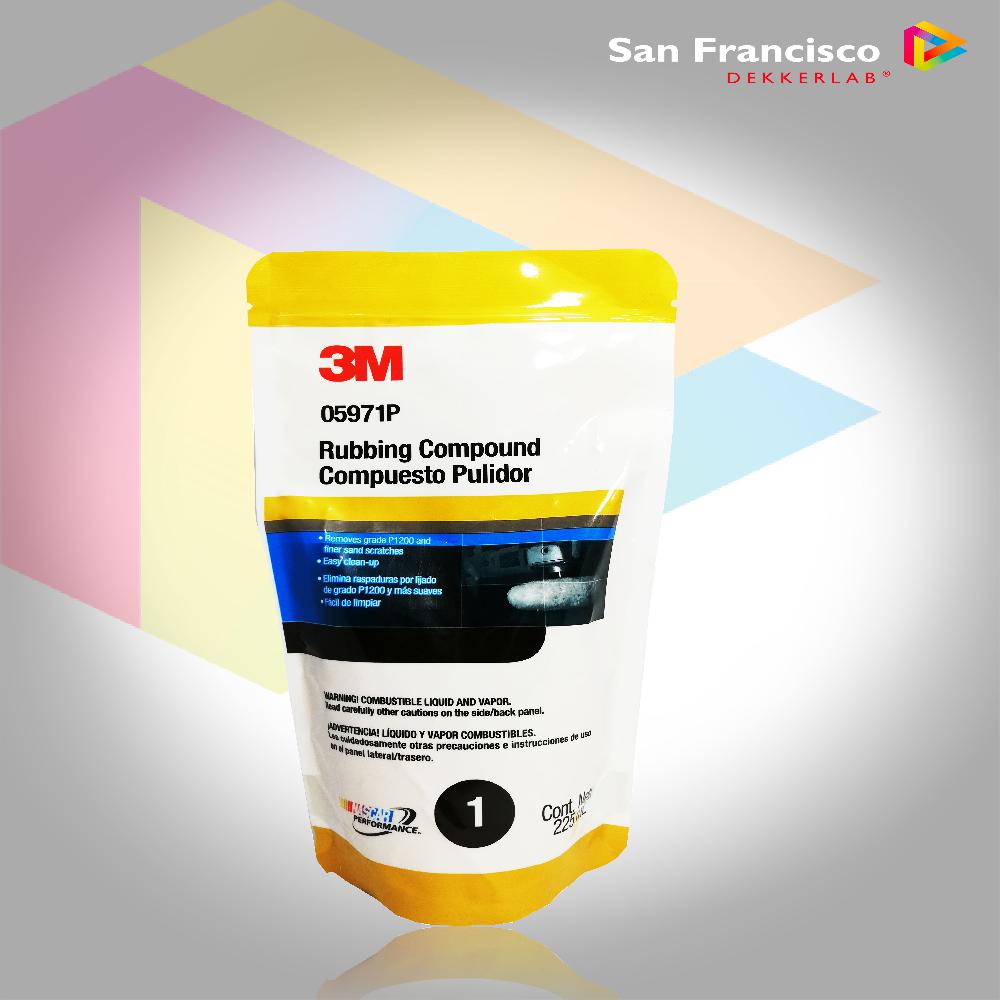 San Francisco
DEKKERLAB®
3M
05971P
Rubbing Compound
Compuesto Pulidor
• Removes grade P1200 and
finer sand scratches
• Easy clean-up
• Elimina raspaduras por lijado
de grado P1200 y más suaves
• Fácil de limpiar
WARNING! COMBUSTIBLE LIQUID AND VAPOR.
Read carefully other cautions on the side/back panel.
¡ADVERTENCIA! LÍQUIDO Y VAPOR COMBUSTIBLES.
Lea cuidadosamente otras precauciones e instrucciones de uso
en el panel lateral/trasero.
NASCAR
PERFORMANCE
1
Cont. Net.
225 mL